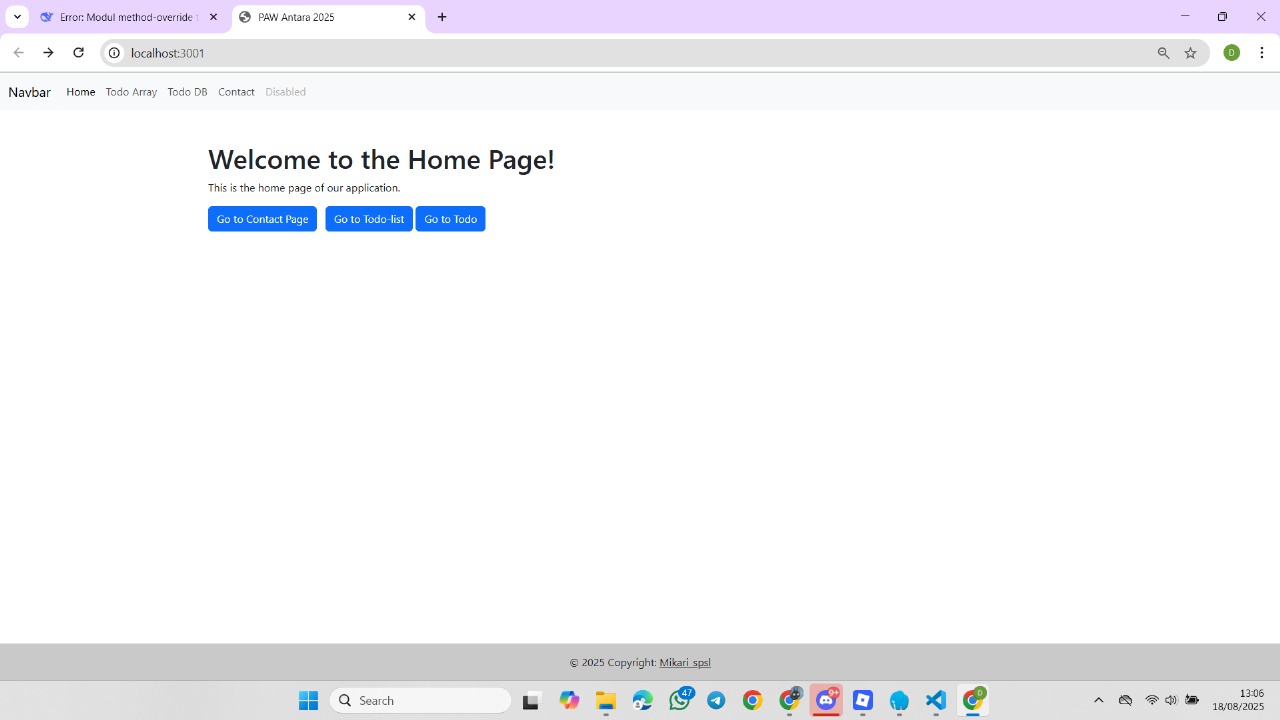 Error: Modul method-override
PAW Antara 2025
localhost:3001
D
Navbar Home Todo Array Todo DB Contact Disabled
Welcome to the Home Page!
This is the home page of our application.
Go to Contact Page Go to Todo-list Go to Todo
© 2025 Copyright: Mikari_spsl
Search
47
9+
D
13:06
18/08/2025